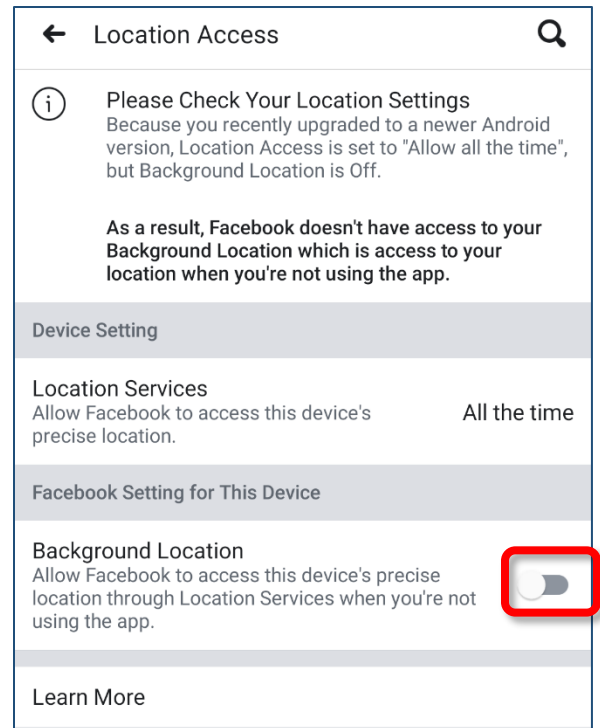 Location Access
Please Check Your Location Settings
Because you recently upgraded to a newer Android
version, Location Access is set to "Allow all the time",
but Background Location is Off.
As a result, Facebook doesn't have access to your
Background Location which is access to your
location when you're not using the app.
Device Setting
Location Services
Allow Facebook to access this device's
precise location.
All the time
Facebook Setting for This Device
Background Location
Allow Facebook to access this device's precise
location through Location Services when you're not
using the app.
Learn More